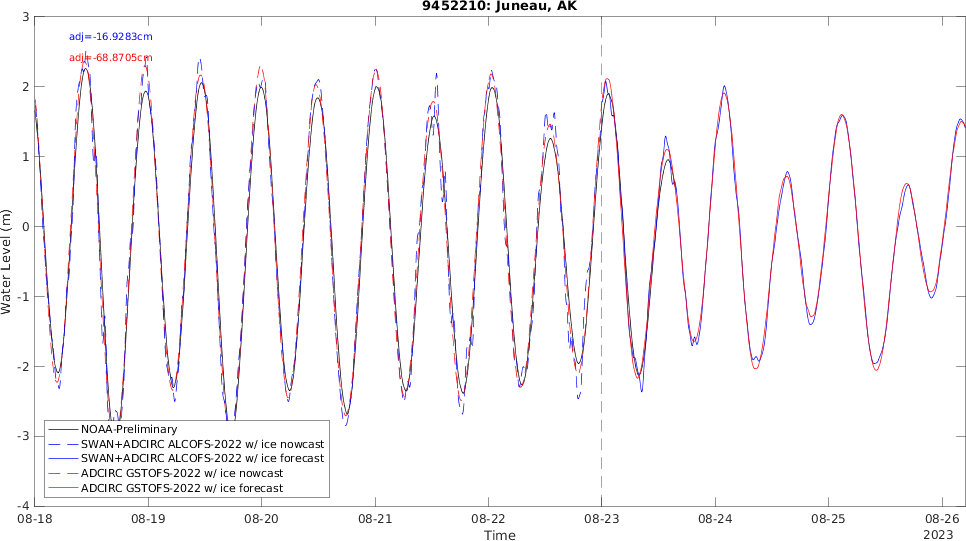 9452210: Juneau, AK
adj=-16.9283cm
adj=-68.8705cm
3
2
1
0
-1
-2
-3
-4
Water Level (m)
NOAA-Preliminary
SWAN+ADCIRC ALCOFS-2022 w/ ice nowcast
SWAN+ADCIRC ALCOFS-2022 w/ ice forecast
ADCIRC GSTOFS-2022 w/ ice nowcast
ADCIRC GSTOFS-2022 w/ ice forecast
08-18 08-19 08-20 08-21 08-22 08-23 08-24 08-25 08-26
Time
2023